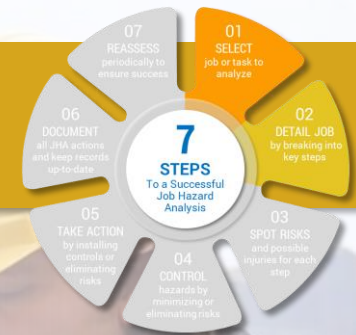 7
STEPS
To a Successful
Job Hazard
Analysis
01
SELECT
job or task to
analyze
02
DETAIL JOB
by breaking into
key steps
03
SPOT RISKS
and possible
injuries for each
step
04
CONTROL
hazards by
minimizing or
eliminating risks
05
TAKE ACTION
by installing
controls or
eliminating
risks
06
DOCUMENT
all JHA actions
and keep records
up-to-date
07
REASSESS
periodically to
ensure success